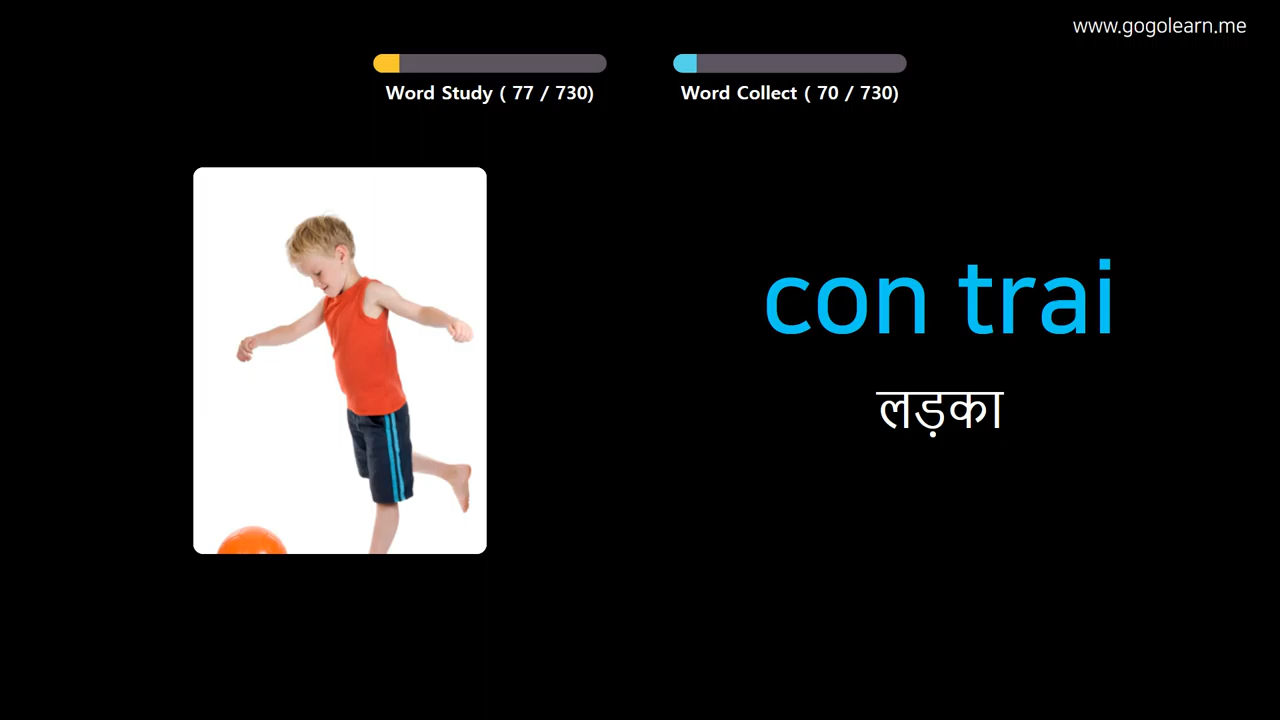 www.gogolearn.me
Word Study ( 77 / 730)
Word Collect ( 70 / 730)
con trai
लड़का